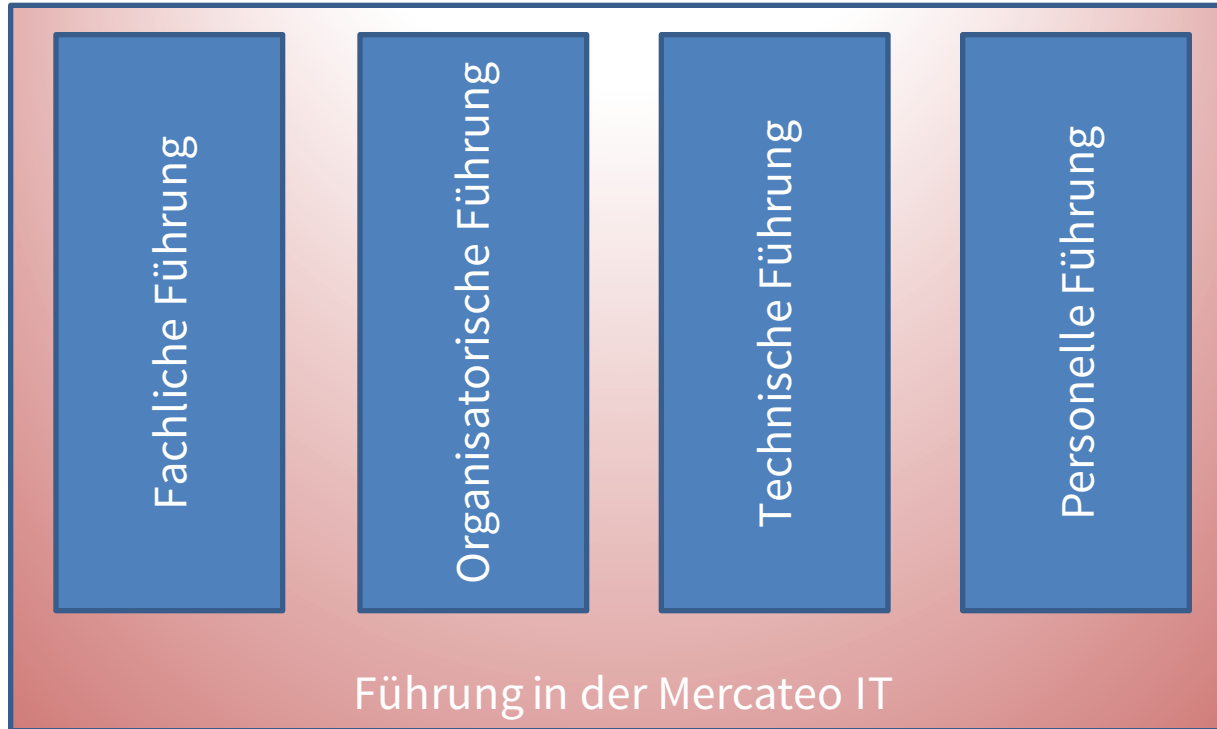 Fachliche Führung
Organisatorische Führung
Technische Führung
Personelle Führung
Führung in der Mercateo IT